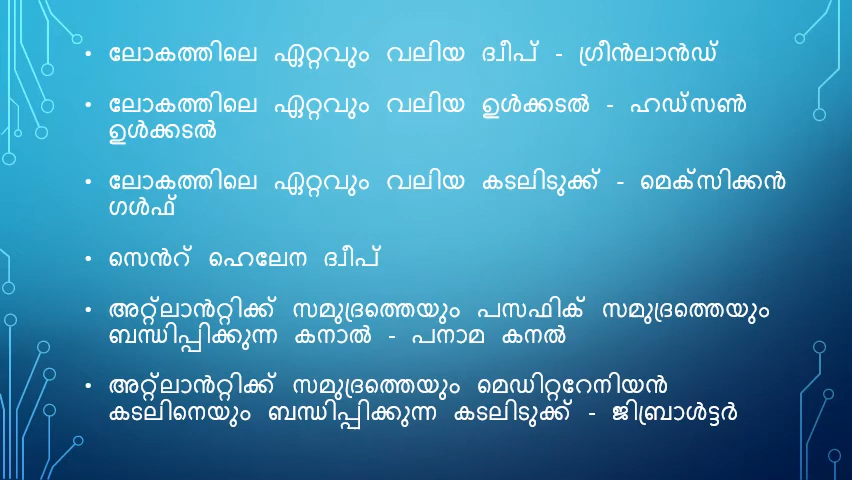 • ലോകത്തിലെ ഏറ്റവും വലിയ ദ്വീപ് - ഗ്രീൻലാൻഡ്
• ലോകത്തിലെ ഏറ്റവും വലിയ ഉൾക്കടൽ - ഹഡ്സൺ
ഉൾക്കടൽ
• ലോകത്തിലെ ഏറ്റവും വലിയ കടലിടുക്ക് - മെക്സിക്കൻ
ഗൾഫ്
• സെൻറ് ഹെലേന ദ്വീപ്
• അറ്റ്ലാൻറ്റിക്ക് സമുദ്രത്തെയും പസഫിക് സമുദ്രത്തെയും
ബന്ധിപ്പിക്കുന്ന കനാൽ - പനാമ കനൽ
• അറ്റ്ലാൻറ്റിക്ക് സമുദ്രത്തെയും മെഡിറ്ററേനിയൻ
കടലിനെയും ബന്ധിപ്പിക്കുന്ന കടലിടുക്ക് - ജിബ്രാൾട്ടർ